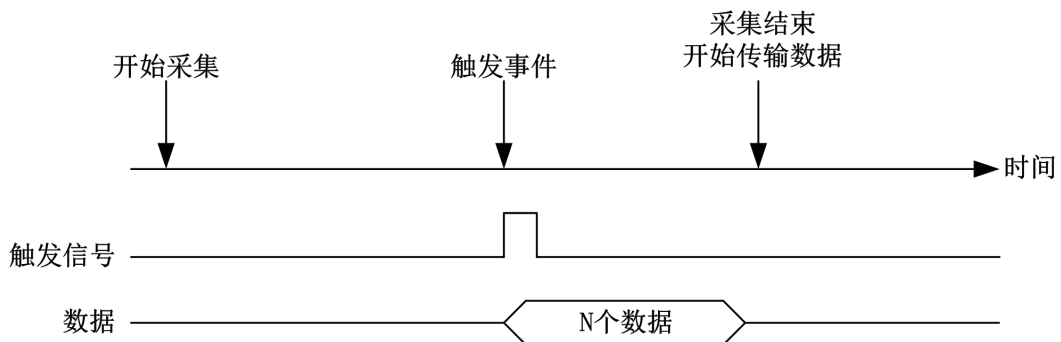 采集结束
开始传输数据
开始采集
触发事件
时间
触发信号
数据
N个数据